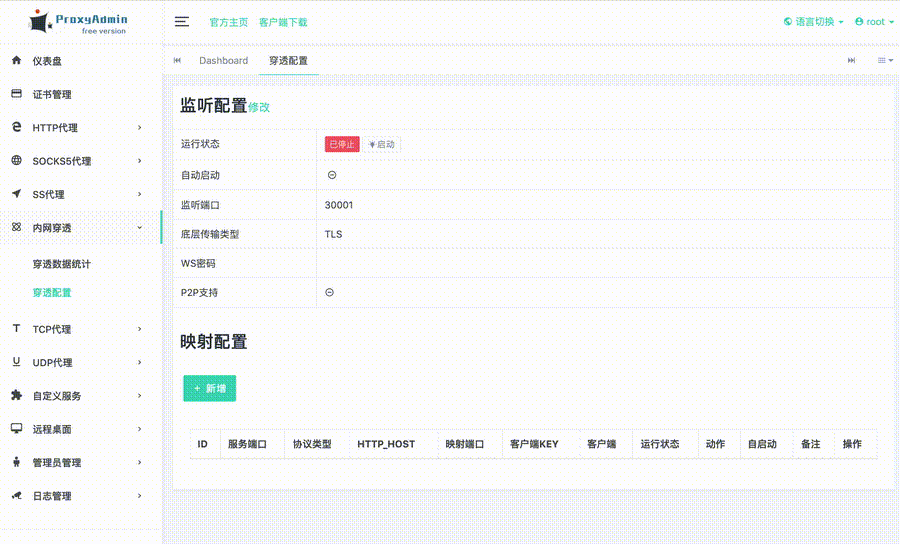 ProxyAdmin
free version
官方主页 客户端下载
语言切换
root
仪表盘
证书管理
HTTP代理
SOCKS5代理
SS代理
内网穿透
穿透数据统计
穿透配置
TCP代理
UDP代理
自定义服务
远程桌面
管理员管理
日志管理
Dashboard 穿透配置
监听配置修改
运行状态 已停止 启动
自动启动
监听端口 30001
底层传输类型 TLS
WS密码
P2P支持
映射配置
+ 新增
ID 服务端口 协议类型 HTTP_HOST 映射端口 客户端KEY 客户端 运行状态 动作 自启动 备注 操作